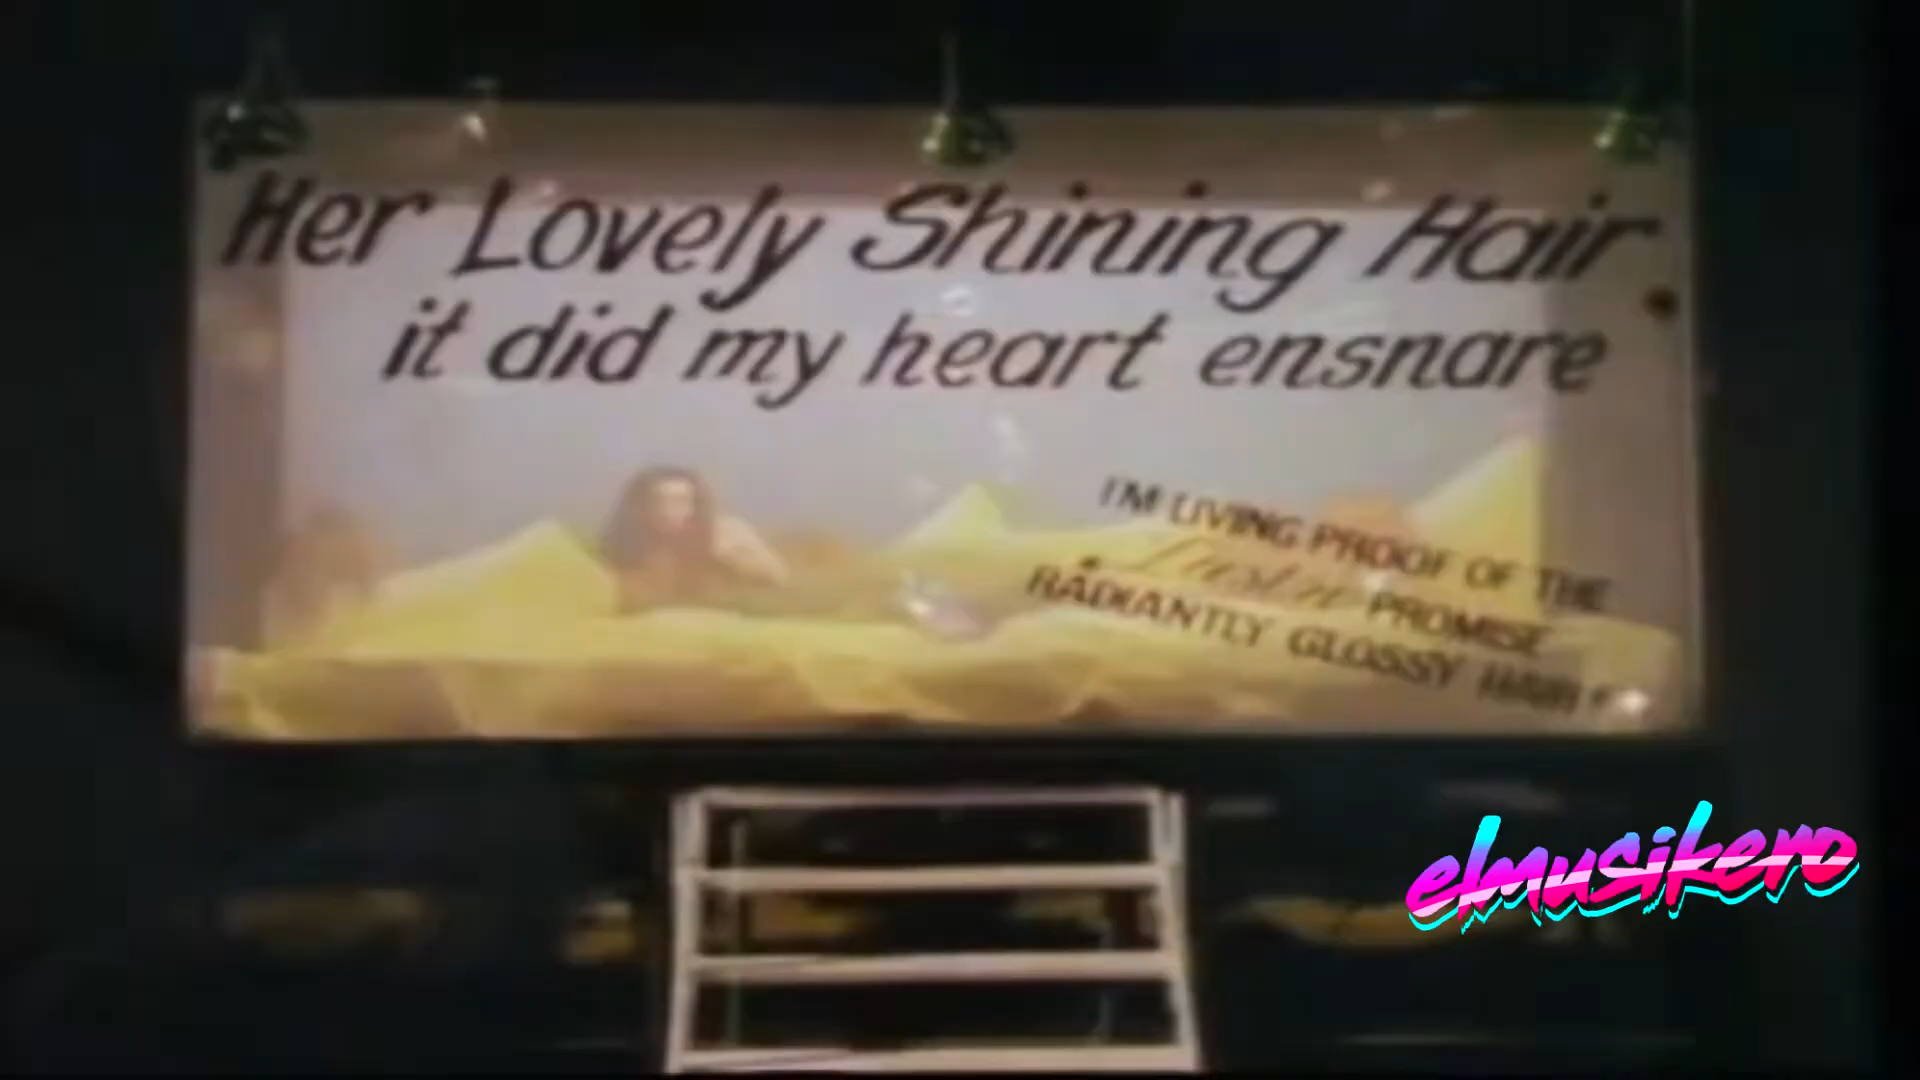 Her Lovely Shining Hair
it did my heart ensnare
I'M LIVING PROOF OF THE
PROMISE
RADIANTLY GLOSSY HAIR!
elmusikero